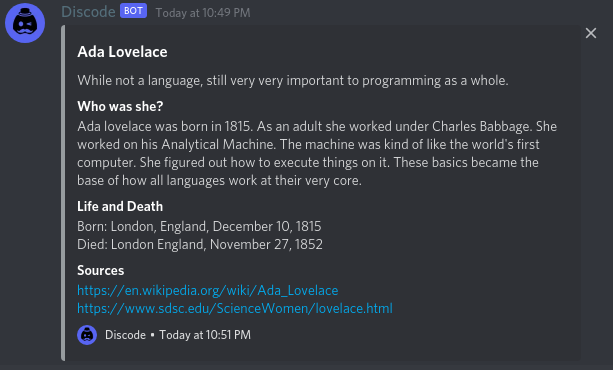 Discode BOT Today at 10:49 PM
Ada Lovelace
While not a language, still very very important to programming as a whole.
Who was she?
Ada lovelace was born in 1815. As an adult she worked under Charles Babbage. She
worked on his Analytical Machine. The machine was kind of like the world's first
computer. She figured out how to execute things on it. These basics became the
base of how all languages work at their very core.
Life and Death
Born: London, England, December 10, 1815
Died: London England, November 27, 1852
Sources
https://en.wikipedia.org/wiki/Ada_Lovelace
https://www.sdsc.edu/ScienceWomen/lovelace.html
Discode • Today at 10:51 PM